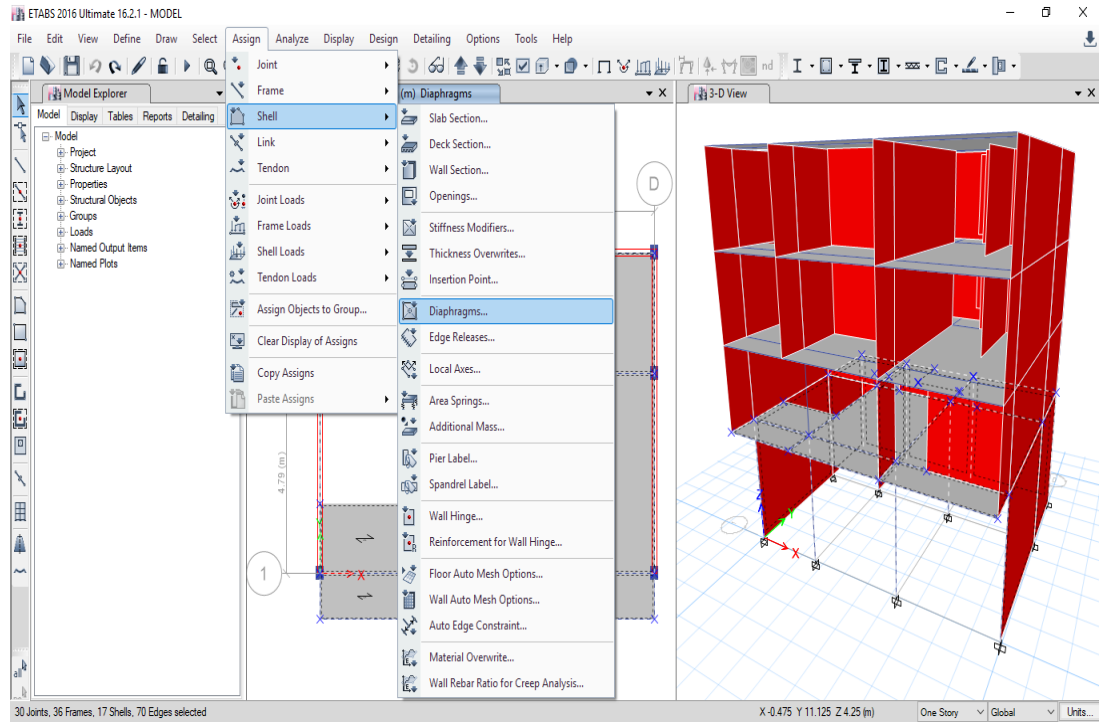 ETABS 2016 Ultimate 16.2.1 - MODEL
File Edit View Define Draw Select Assign Analyze Display Design Detailing Options Tools Help
nd
Model Explorer
Model Display Tables Reports Detailing
Model
Project
Structure Layout
Properties
Structural Objects
Groups
Loads
Named Output Items
Named Plots
Joint
Frame
Shell
Link
Tendon
Joint Loads
Frame Loads
Shell Loads
Tendon Loads
Assign Objects to Group...
Clear Display of Assigns
Copy Assigns
Paste Assigns
(m) Diaphragms
Slab Section...
Deck Section...
Wall Section...
Openings...
Stiffness Modifiers...
Thickness Overwrites...
Insertion Point...
Diaphragms...
Edge Releases...
Local Axes...
Area Springs...
Additional Mass...
Pier Label...
Spandrel Label...
Wall Hinge...
Reinforcement for Wall Hinge...
Floor Auto Mesh Options...
Wall Auto Mesh Options...
Auto Edge Constraint...
Material Overwrite...
Wall Rebar Ratio for Creep Analysis...
D
4.79 (m)
1
X
3-D View
Z
Y
X
all
30 Joints, 36 Frames, 17 Shells, 70 Edges selected
X -0.475 Y 11.125 Z 4.25 (m)
One Story
Global
Units...